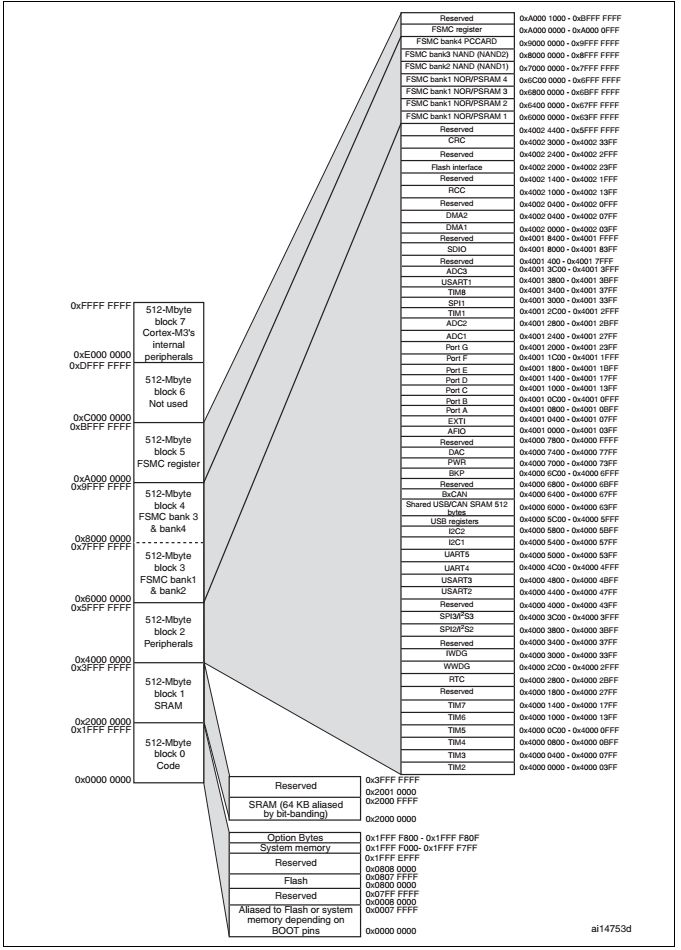 Reserved 0xA000 1000 - 0xBFFF FFFF
FSMC register 0xA000 0000 - 0xA000 0FFF
FSMC bank4 PCCARD 0x9000 0000 - 0x9FFF FFFF
FSMC bank3 NAND (NAND2) 0x8000 0000 - 0x8FFF FFFF
FSMC bank2 NAND (NAND1) 0x7000 0000 - 0x7FFF FFFF
FSMC bank1 NOR/PSRAM 4 0x6C00 0000 - 0x6FFF FFFF
FSMC bank1 NOR/PSRAM 3 0x6800 0000 - 0x6BFF FFFF
FSMC bank1 NOR/PSRAM 2 0x6400 0000 - 0x67FF FFFF
FSMC bank1 NOR/PSRAM 1 0x6000 0000 - 0x63FF FFFF
Reserved 0x4002 4400 - 0x5FFF FFFF
CRC 0x4002 3000 - 0x4002 33FF
Reserved 0x4002 2400 - 0x4002 2FFF
Flash interface 0x4002 2000 - 0x4002 23FF
Reserved 0x4002 1400 - 0x4002 1FFF
RCC 0x4002 1000 - 0x4002 13FF
Reserved 0x4002 0400 - 0x4002 0FFF
DMA2 0x4002 0400 - 0x4002 07FF
DMA1 0x4002 0000 - 0x4002 03FF
Reserved 0x4001 8400 - 0x4001 FFFF
SDIO 0x4001 8000 - 0x4001 83FF
Reserved 0x4001 400 - 0x4001 7FFF
ADC3 0x4001 3C00 - 0x4001 3FFF
USART1 0x4001 3800 - 0x4001 3BFF
TIM8 0x4001 3400 - 0x4001 37FF
SPI1 0x4001 3000 - 0x4001 33FF
TIM1 0x4001 2C00 - 0x4001 2FFF
ADC2 0x4001 2800 - 0x4001 2BFF
ADC1 0x4001 2400 - 0x4001 27FF
Port G 0x4001 2000 - 0x4001 23FF
Port F 0x4001 1C00 - 0x4001 1FFF
Port E 0x4001 1800 - 0x4001 1BFF
Port D 0x4001 1400 - 0x4001 17FF
Port C 0x4001 1000 - 0x4001 13FF
Port B 0x4001 0C00 - 0x4001 0FFF
Port A 0x4001 0800 - 0x4001 0BFF
EXTI 0x4001 0400 - 0x4001 07FF
AFIO 0x4001 0000 - 0x4001 03FF
Reserved 0x4000 7800 - 0x4000 FFFF
DAC 0x4000 7400 - 0x4000 77FF
PWR 0x4000 7000 - 0x4000 73FF
BKP 0x4000 6C00 - 0x4000 6FFF
Reserved 0x4000 6800 - 0x4000 6BFF
BxCAN 0x4000 6400 - 0x4000 67FF
Shared USB/CAN SRAM 512 0x4000 6000 - 0x4000 63FF
bytes
USB registers 0x4000 5C00 - 0x4000 5FFF
I2C2 0x4000 5800 - 0x4000 5BFF
I2C1 0x4000 5400 - 0x4000 57FF
UART5 0x4000 5000 - 0x4000 53FF
UART4 0x4000 4C00 - 0x4000 4FFF
USART3 0x4000 4800 - 0x4000 4BFF
USART2 0x4000 4400 - 0x4000 47FF
Reserved 0x4000 4000 - 0x4000 43FF
SPI3/I²S3 0x4000 3C00 - 0x4000 3FFF
SPI2/I²S2 0x4000 3800 - 0x4000 3BFF
Reserved 0x4000 3400 - 0x4000 37FF
IWDG 0x4000 3000 - 0x4000 33FF
WWDG 0x4000 2C00 - 0x4000 2FFF
RTC 0x4000 2800 - 0x4000 2BFF
Reserved 0x4000 1800 - 0x4000 27FF
TIM7 0x4000 1400 - 0x4000 17FF
TIM6 0x4000 1000 - 0x4000 13FF
TIM5 0x4000 0C00 - 0x4000 0FFF
TIM4 0x4000 0800 - 0x4000 0BFF
TIM3 0x4000 0400 - 0x4000 07FF
TIM2 0x4000 0000 - 0x4000 03FF
0xFFFF FFFF
512-Mbyte
block 7
Cortex-M3's
internal
peripherals
0xE000 0000
0xDFFF FFFF
512-Mbyte
block 6
Not used
0xC000 0000
0xBFFF FFFF
512-Mbyte
block 5
FSMC register
0xA000 0000
0x9FFF FFFF
512-Mbyte
block 4
FSMC bank 3
& bank4
0x8000 0000
0x7FFF FFFF
512-Mbyte
block 3
FSMC bank1
& bank2
0x6000 0000
0x5FFF FFFF
512-Mbyte
block 2
Peripherals
0x4000 0000
0x3FFF FFFF
512-Mbyte
block 1
SRAM
0x2000 0000
0x1FFF FFFF
512-Mbyte
block 0
Code
0x0000 0000
0x3FFF FFFF
Reserved
0x2001 0000
0x2000 FFFF
SRAM (64 KB aliased
by bit-banding)
0x2000 0000
Option Bytes 0x1FFF F800 - 0x1FFF F80F
System memory 0x1FFF F000- 0x1FFF F7FF
0x1FFF EFFF
Reserved
0x0808 0000
0x0807 FFFF
Flash
0x0800 0000
0x07FF FFFF
Reserved
0x0008 0000
0x0007 FFFF
Aliased to Flash or system
memory depending on
BOOT pins
0x0000 0000
ai14753d